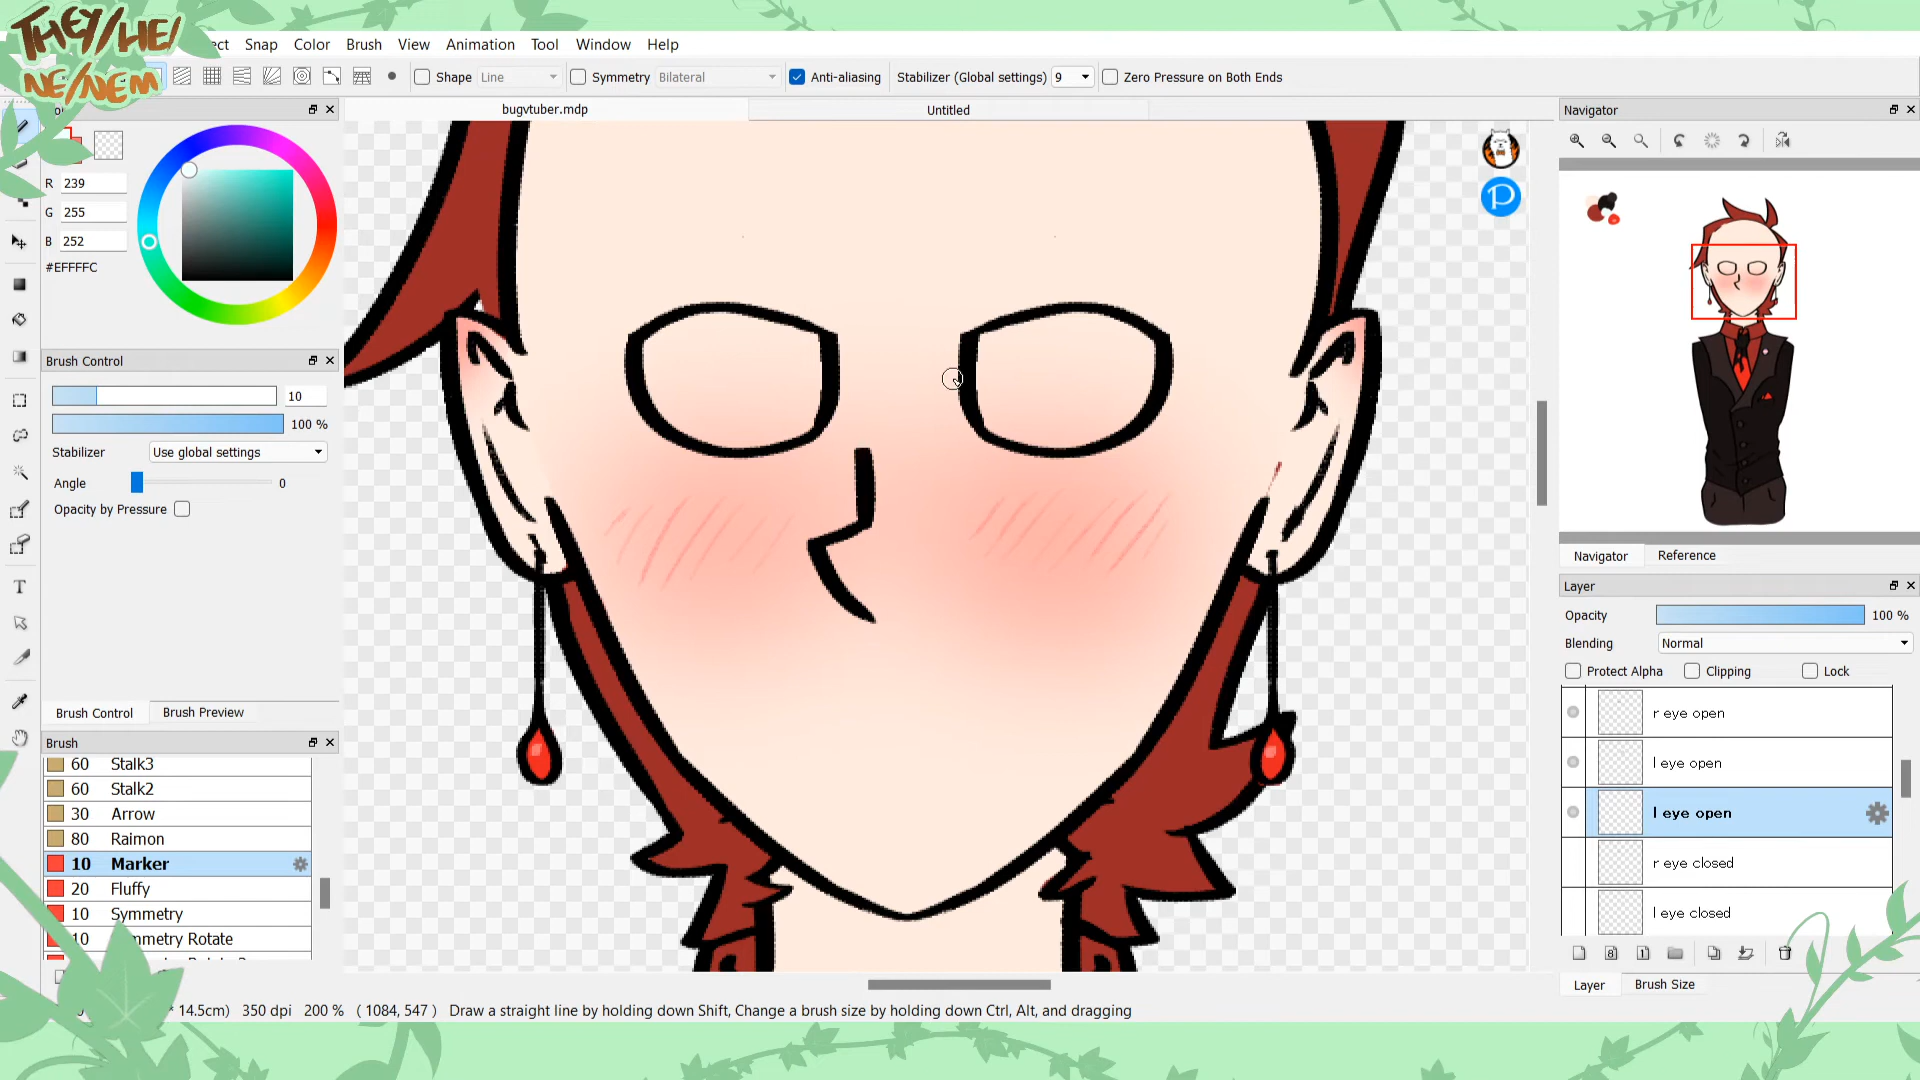 THEY/HE/
NE/NEM
ect Snap Color Brush View Animation Tool Window Help
Shape Line Symmetry Bilateral Anti-aliasing Stabilizer (Global settings) 9 Zero Pressure on Both Ends
bugvtuber.mdp Untitled
Navigator
R 239
G 255
B 252
#EFFFFC
Brush Control
10
100 %
Stabilizer Use global settings
Angle 0
Opacity by Pressure
Brush Control Brush Preview
Brush
60 Stalk3
60 Stalk2
30 Arrow
80 Raimon
10 Marker
20 Fluffy
10 Symmetry
10 mmetry Rotate
P
Navigator Reference
Layer
Opacity 100 %
Blending Normal
Protect Alpha Clipping Lock
r eye open
l eye open
l eye open
r eye closed
l eye closed
Layer Brush Size
* 14.5cm) 350 dpi 200 % ( 1084, 547 ) Draw a straight line by holding down Shift, Change a brush size by holding down Ctrl, Alt, and dragging